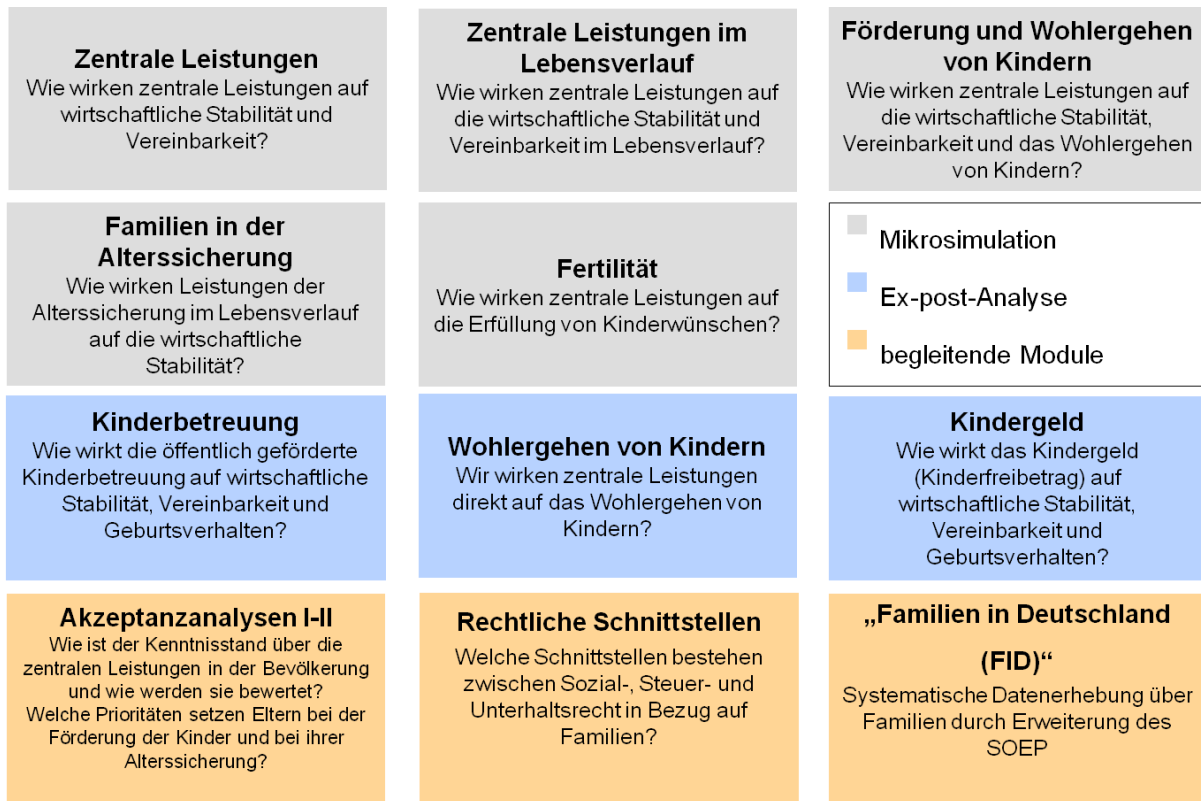 Zentrale Leistungen
Wie wirken zentrale Leistungen auf
wirtschaftliche Stabilität und
Vereinbarkeit?
Zentrale Leistungen im
Lebensverlauf
Wie wirken zentrale Leistungen auf
die wirtschaftliche Stabilität und
Vereinbarkeit im Lebensverlauf?
Förderung und Wohlergehen
von Kindern
Wie wirken zentrale Leistungen auf
die wirtschaftliche Stabilität,
Vereinbarkeit und das Wohlergehen
von Kindern?
Familien in der
Alterssicherung
Wie wirken Leistungen der
Alterssicherung im Lebensverlauf
auf die wirtschaftliche
Stabilität?
Fertilität
Wie wirken zentrale Leistungen auf
die Erfüllung von Kinderwünschen?
Mikrosimulation
Ex-post-Analyse
begleitende Module
Kinderbetreuung
Wie wirkt die öffentlich geförderte
Kinderbetreuung auf wirtschaftliche
Stabilität, Vereinbarkeit und
Geburtsverhalten?
Wohlergehen von Kindern
Wir wirken zentrale Leistungen
direkt auf das Wohlergehen von
Kindern?
Kindergeld
Wie wirkt das Kindergeld
(Kinderfreibetrag) auf
wirtschaftliche Stabilität,
Vereinbarkeit und
Geburtsverhalten?
Akzeptanzanalysen I-II
Wie ist der Kenntnisstand über die
zentralen Leistungen in der Bevölkerung
und wie werden sie bewertet?
Welche Prioritäten setzen Eltern bei der
Förderung der Kinder und bei ihrer
Alterssicherung?
Rechtliche Schnittstellen
Welche Schnittstellen bestehen
zwischen Sozial-, Steuer- und
Unterhaltsrecht in Bezug auf
Familien?
„Familien in Deutschland
(FID)“
Systematische Datenerhebung über
Familien durch Erweiterung des
SOEP